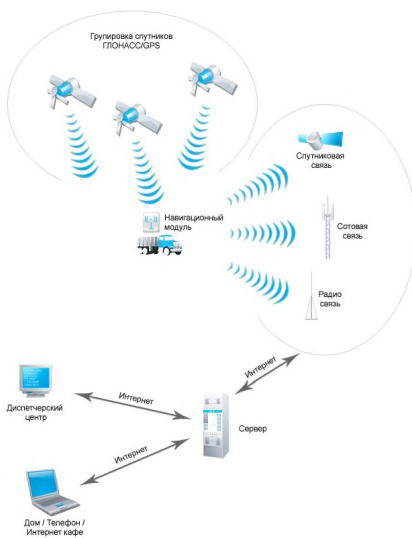 Групировка спутников
ГЛОНАСС/GPS
Спутниковая
связь
Навигационный
модуль
Сотовая
связь
Радио
связь
Интернет
Интернет
Диспетчерский
центр
Сервер
Интернет
Дом / Телефон /
Интернет кафе